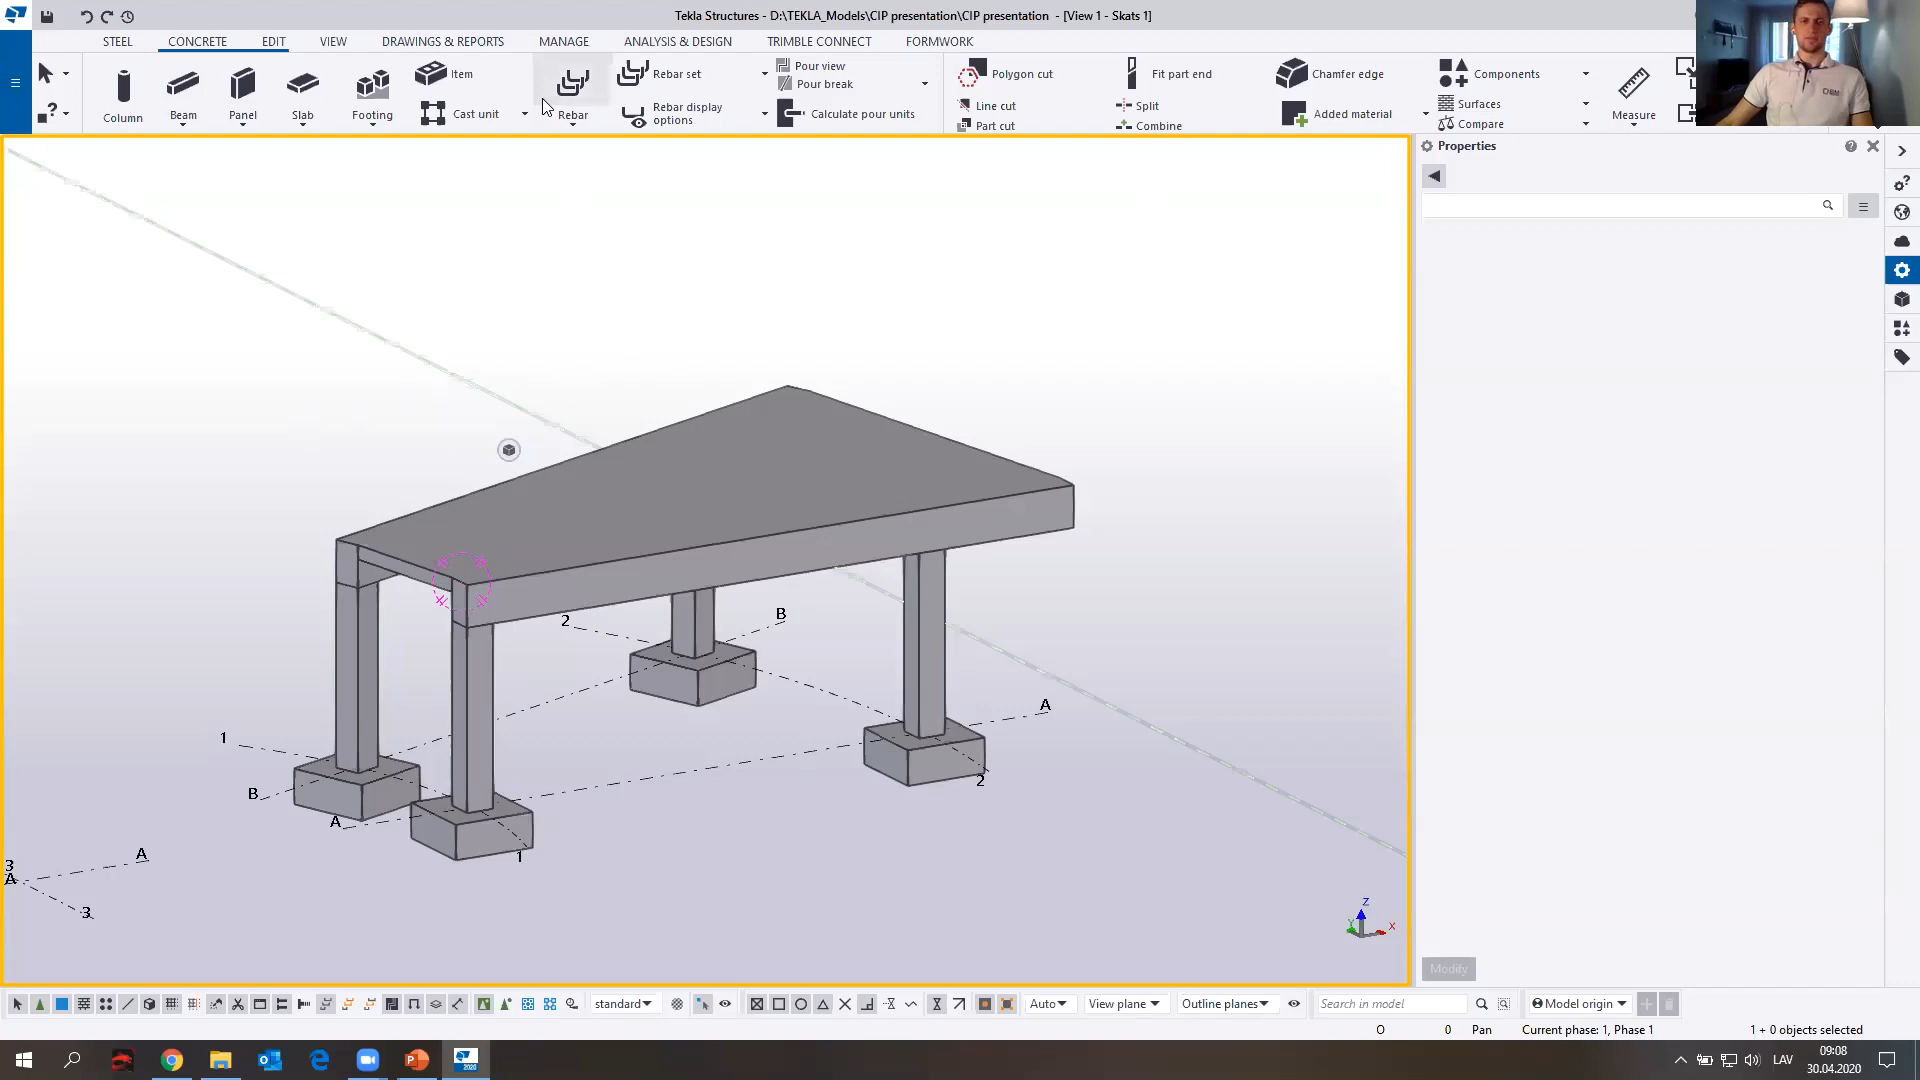 Tekla Structures - D:\TEKLA_Models\CIP presentation\CIP presentation - [View 1 - Skats 1]
STEEL CONCRETE EDIT VIEW DRAWINGS & REPORTS MANAGE ANALYSIS & DESIGN TRIMBLE CONNECT FORMWORK
Column
Beam
Panel
Slab
Footing
Item
Cast unit
Rebar
Rebar set
Rebar display
options
Pour view
Pour break
Calculate pour units
Polygon cut
Line cut
Part cut
Fit part end
Split
Combine
Chamfer edge
Added material
Components
Surfaces
Compare
Measure
Properties
2
B
1
A
B
A
2
1
A
3
A
3
Z
Y
X
Modify
standard
Auto
View plane
Outline planes
Search in model
Model origin
O 0 Pan Current phase: 1, Phase 1 1 + 0 objects selected
2020
LAV
09:08
30.04.2020